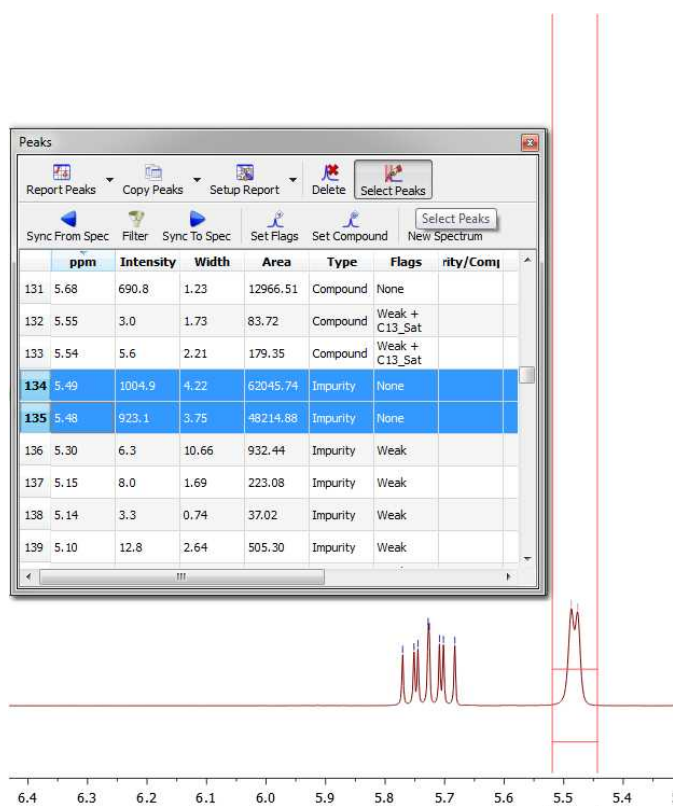 Peaks
Report Peaks Copy Peaks Setup Report Delete Select Peaks
Select Peaks
Sync From Spec Filter Sync To Spec Set Flags Set Compound New Spectrum
ppm Intensity Width Area Type Flags rity/Com
131 5.68 690.8 1.23 12966.51 Compound None
132 5.55 3.0 1.73 83.72 Compound Weak + C13_Sat
133 5.54 5.6 2.21 179.35 Compound Weak + C13_Sat
134 5.49 1004.9 4.22 62045.74 Impurity None
135 5.48 923.1 3.75 48214.88 Impurity None
136 5.30 6.3 10.66 932.44 Impurity Weak
137 5.15 8.0 1.69 223.08 Impurity Weak
138 5.14 3.3 0.74 37.02 Impurity Weak
139 5.10 12.8 2.64 505.30 Impurity Weak
6.4 6.3 6.2 6.1 6.0 5.9 5.8 5.7 5.6 5.5 5.4